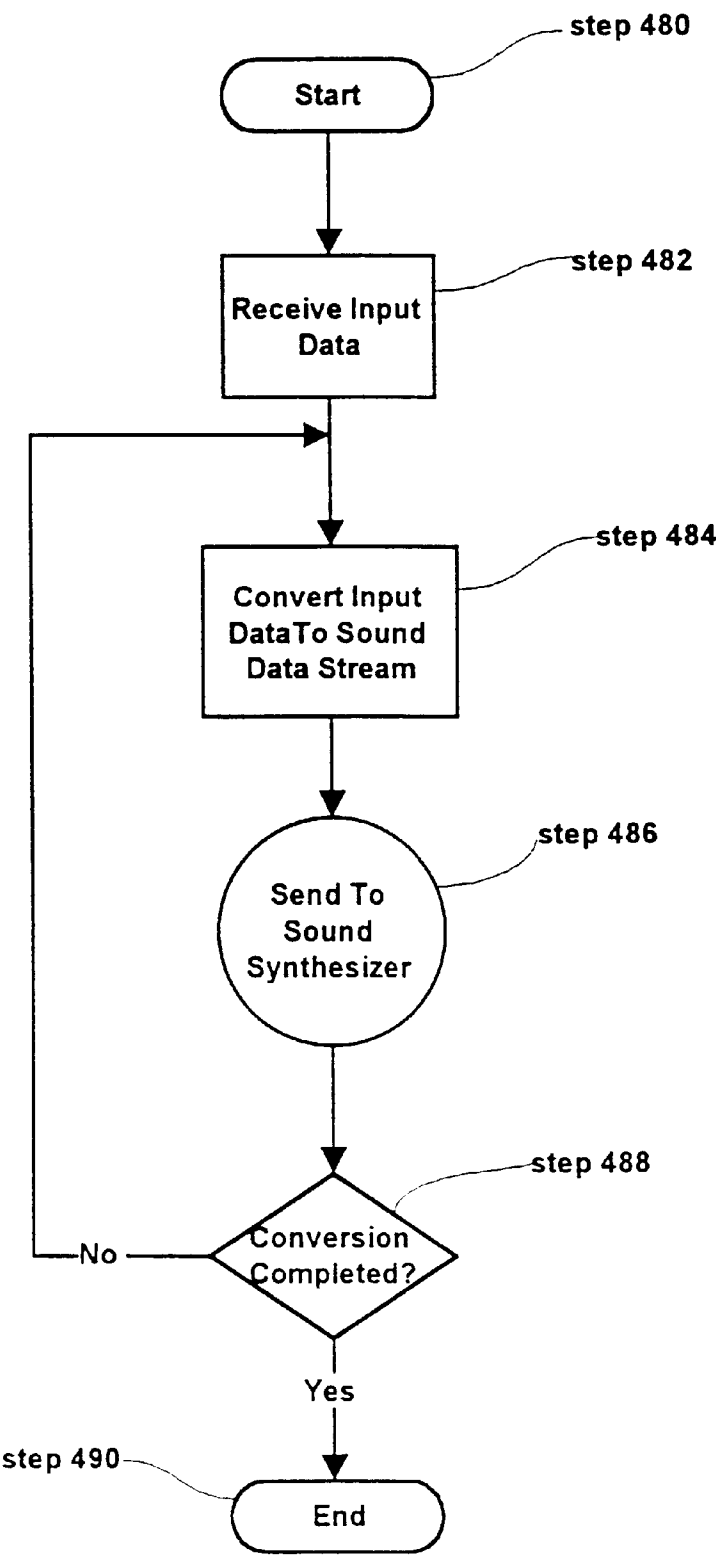 step 480
Start
step 482
Receive Input
Data
step 484
Convert Input
DataTo Sound
Data Stream
step 486
Send To
Sound
Synthesizer
step 488
Conversion
Completed?
No
Yes
step 490
End